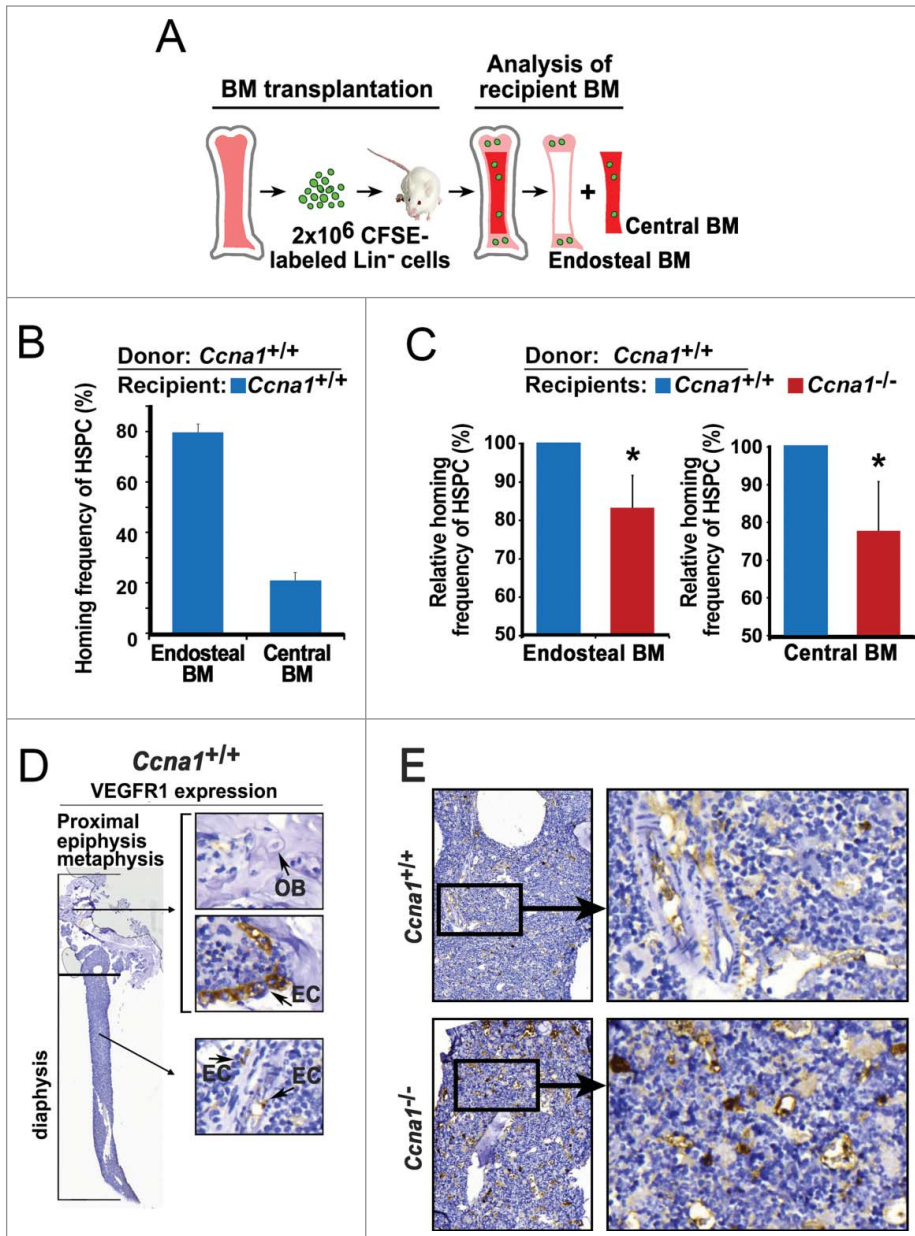 A
BM transplantation
Analysis of
recipient BM
2x10⁶ CFSE-
labeled Lin⁻ cells
+
Central BM
Endosteal BM
B
Donor: Ccna1⁺/⁺
Recipient: Ccna1⁺/⁺
Homing frequency of HSPC (%)
80
60
40
20
0
Endosteal
BM
Central
BM
C
Donor: Ccna1⁺/⁺
Recipients: Ccna1⁺/⁺ Ccna1⁻/⁻
Relative homing
frequency of HSPC (%)
100
90
80
70
60
50
*
Endosteal BM
Relative homing
frequency of HSPC (%)
100
90
80
70
60
50
*
Central BM
D
Ccna1⁺/⁺
VEGFR1 expression
Proximal
epiphysis
metaphysis
OB
EC
diaphysis
EC
EC
E
Ccna1⁺/⁺
Ccna1⁻/⁻